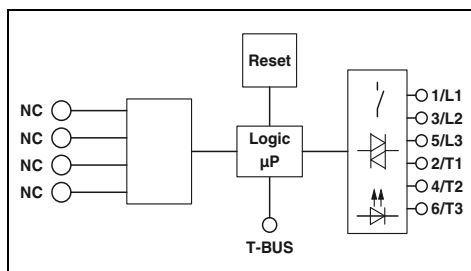 Reset
NC
NC
NC
NC
Logic
µP
T-BUS
1/L1
3/L2
5/L3
2/T1
4/T2
6/T3